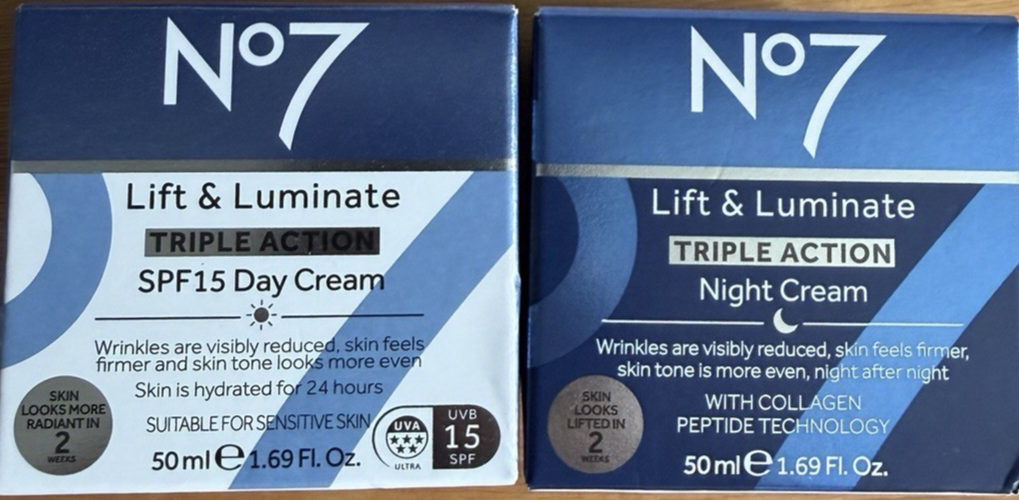 No7
Lift & Luminate
TRIPLE ACTION
SPF15 Day Cream
Wrinkles are visibly reduced, skin feels
firmer and skin tone looks more even
Skin is hydrated for 24 hours
SUITABLE FOR SENSITIVE SKIN
50 ml e 1.69 Fl. Oz.
SKIN
LOOKS MORE
RADIANT IN
2
WEEKS
UVA
ULTRA
UVB
15
SPF
No7
Lift & Luminate
TRIPLE ACTION
Night Cream
Wrinkles are visibly reduced, skin feels firmer,
skin tone is more even, night after night
WITH COLLAGEN
PEPTIDE TECHNOLOGY
50 ml e 1.69 Fl. Oz.
SKIN
LOOKS
LIFTED IN
2
WEEKS